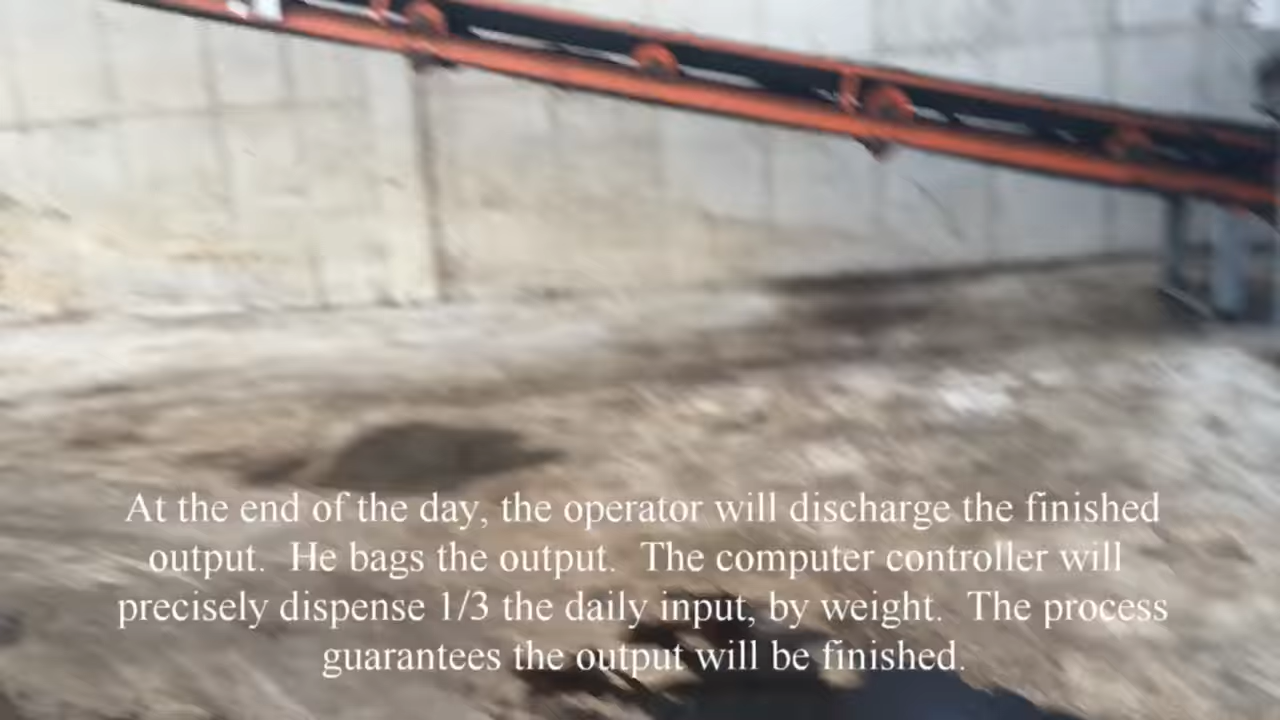 At the end of the day, the operator will discharge the finished
output.  He bags the output.  The computer controller will
precisely dispense 1/3 the daily input, by weight.  The process
guarantees the output will be finished.